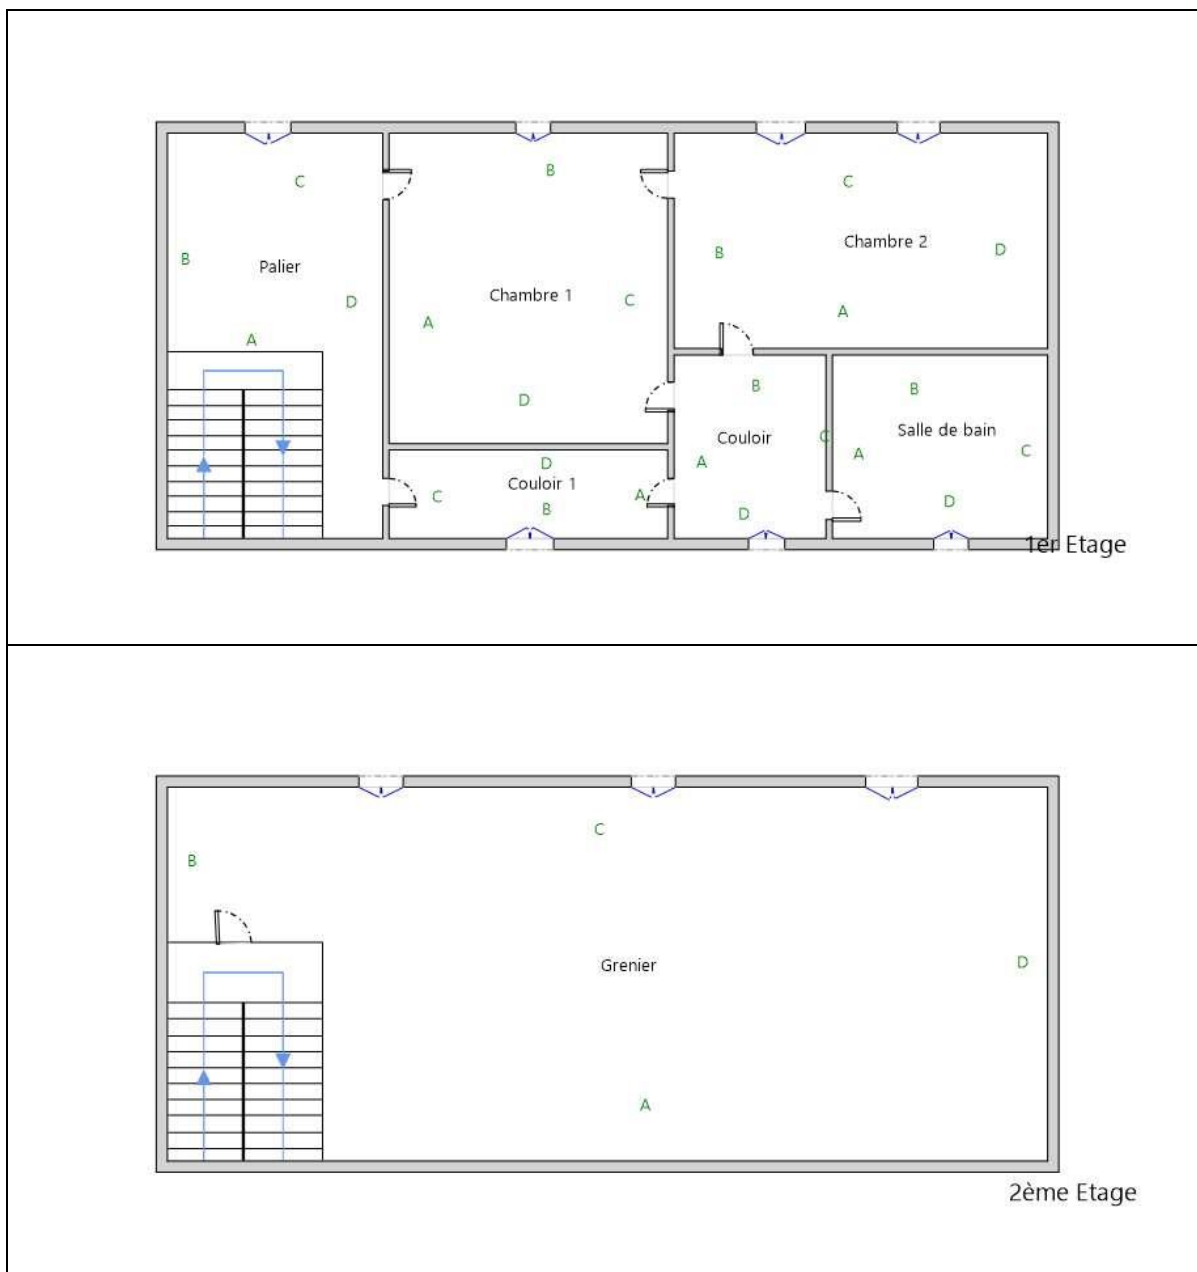 C
B
B
C
Chambre 2
D
B
Palier
Chambre 1
C
D
A
A
A
B
B
D
Couloir
C
Salle de bain
C
A
A
D
Couloir 1
C
A
B
D
D
1er Etage
C
B
Grenier
D
A
2ème Etage